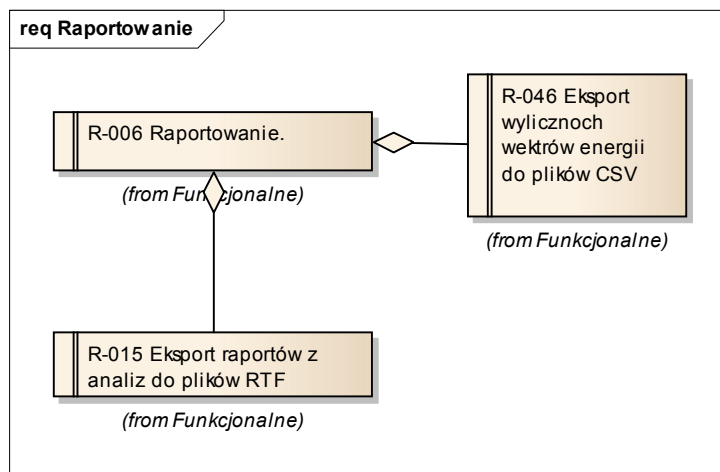 req Raportowanie
R-006 Raportowanie.
(from Funkcjonalne)
R-046 Eksport
wylicznoch
wektrów energii
do plików CSV
(from Funkcjonalne)
R-015 Eksport raportów z
analiz do plików RTF
(from Funkcjonalne)